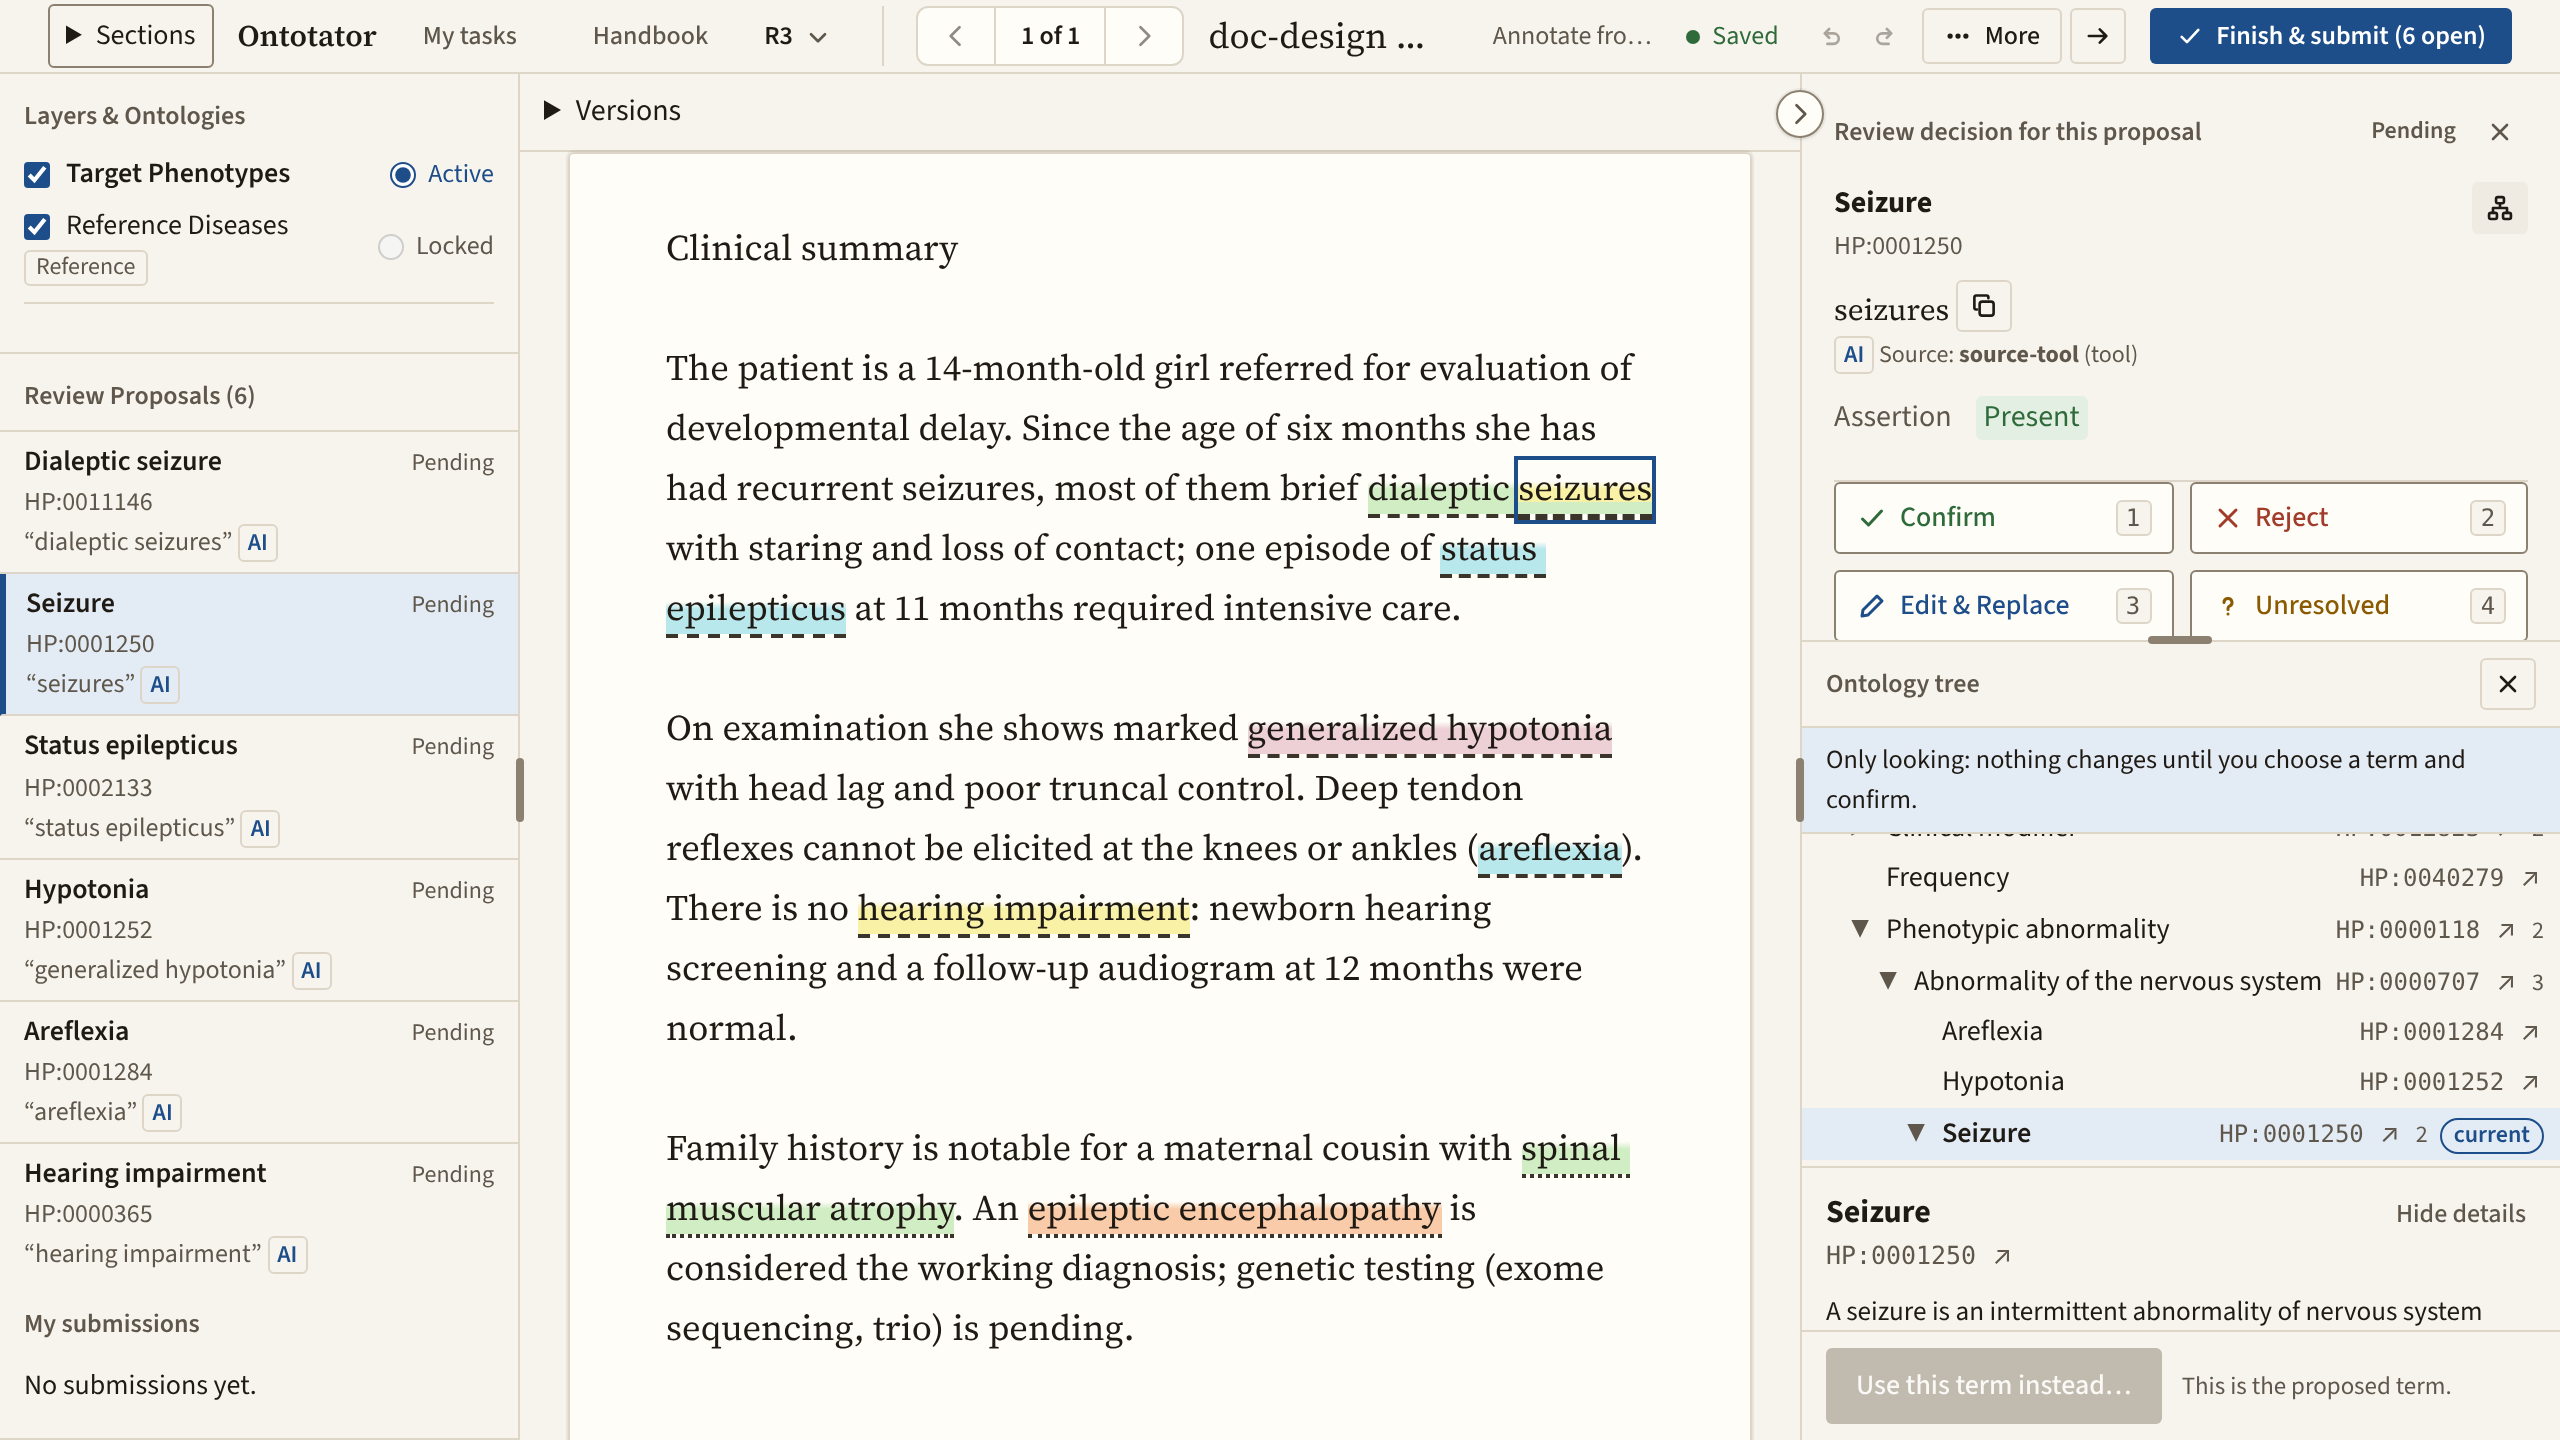 Sections
Ontotator
My tasks
Handbook
R3
1 of 1
doc-design ...
Annotate fro...
Saved
More
Finish & submit (6 open)
Layers & Ontologies
Target Phenotypes
Active
Reference Diseases
Reference
Locked
Review Proposals (6)
Dialeptic seizure
Pending
HP:0011146
“dialeptic seizures” AI
Seizure
Pending
HP:0001250
“seizures” AI
Status epilepticus
Pending
HP:0002133
“status epilepticus” AI
Hypotonia
Pending
HP:0001252
“generalized hypotonia” AI
Areflexia
Pending
HP:0001284
“areflexia” AI
Hearing impairment
Pending
HP:0000365
“hearing impairment” AI
My submissions
No submissions yet.
Versions
Clinical summary
The patient is a 14-month-old girl referred for evaluation of
developmental delay. Since the age of six months she has
had recurrent seizures, most of them brief dialeptic seizures
with staring and loss of contact; one episode of status
epilepticus at 11 months required intensive care.
On examination she shows marked generalized hypotonia
with head lag and poor truncal control. Deep tendon
reflexes cannot be elicited at the knees or ankles (areflexia).
There is no hearing impairment: newborn hearing
screening and a follow-up audiogram at 12 months were
normal.
Family history is notable for a maternal cousin with spinal
muscular atrophy. An epileptic encephalopathy is
considered the working diagnosis; genetic testing (exome
sequencing, trio) is pending.
Review decision for this proposal
Pending
Seizure
HP:0001250
seizures
AI Source: source-tool (tool)
Assertion Present
Confirm 1
Reject 2
Edit & Replace 3
? Unresolved 4
Ontology tree
Only looking: nothing changes until you choose a term and
confirm.
Clinical modifier
Frequency HP:0040279
Phenotypic abnormality HP:0000118 2
Abnormality of the nervous system HP:0000707 3
Areflexia HP:0001284
Hypotonia HP:0001252
Seizure HP:0001250 2 current
Seizure
Hide details
HP:0001250
A seizure is an intermittent abnormality of nervous system
Use this term instead...
This is the proposed term.